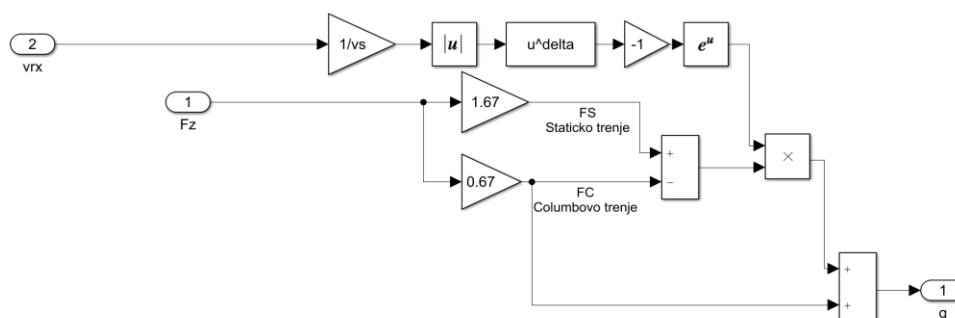 2
vrx
1/vs
|u|
u^delta
-1
e^u
1
Fz
1.67
FS
Staticko trenje
+
−
×
0.67
FC
Columbovo trenje
+
+
1
g